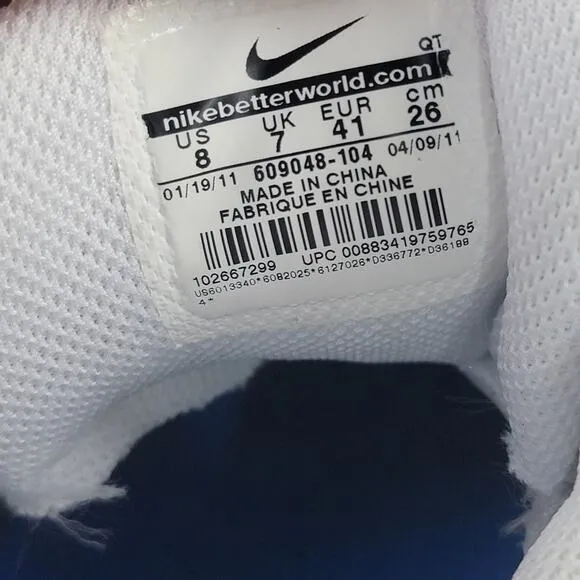 QT
nikebetterworld.com
US UK EUR cm
8 7 41 26
01/19/11 609048-104 04/09/11
MADE IN CHINA
FABRIQUE EN CHINE
102667299 UPC 00883419759765
US6013340*6082025*6127026*D336772*D361BB
4*